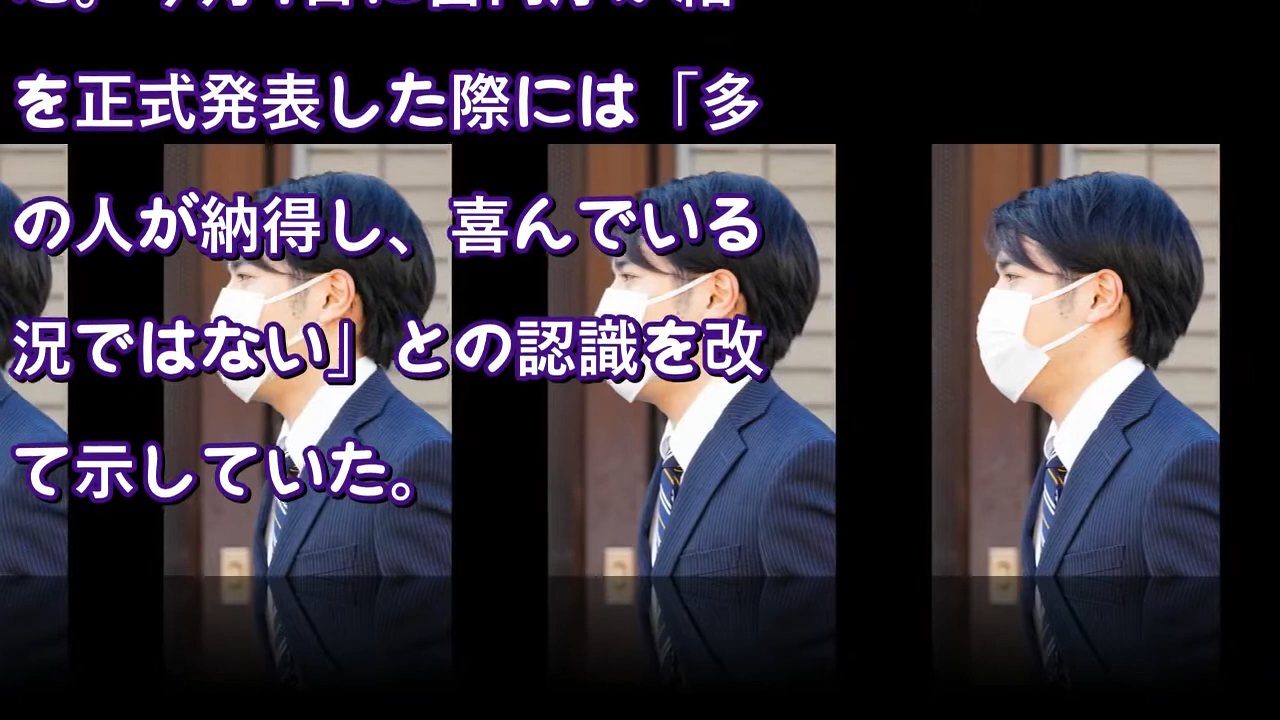 を正式発表した際には「多
の人が納得し、喜んでいる
況ではない」との認識を改
て示していた。